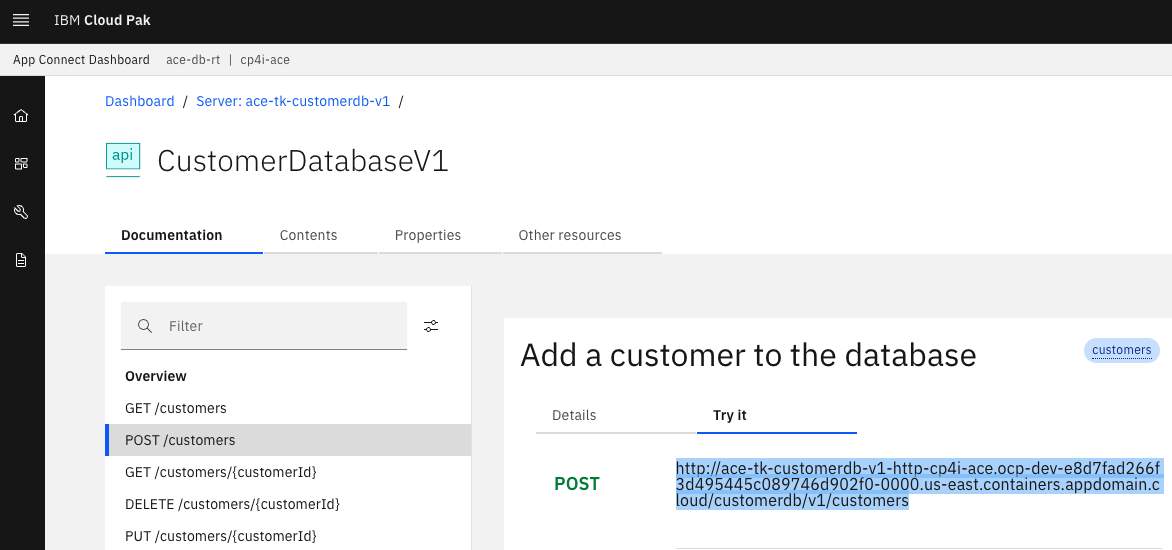 IBM Cloud Pak
App Connect Dashboard ace-db-rt | cp4i-ace
Dashboard / Server: ace-tk-customerdb-v1 /
api CustomerDatabaseV1
Documentation Contents Properties Other resources
Filter
Overview
GET /customers
POST /customers
GET /customers/{customerId}
DELETE /customers/{customerId}
PUT /customers/{customerId}
Add a customer to the database customers
Details Try it
POST
http://ace-tk-customerdb-v1-http-cp4i-ace.ocp-dev-e8d7fad266f
3d495445c089746d902f0-0000.us-east.containers.appdomain.c
loud/customerdb/v1/customers